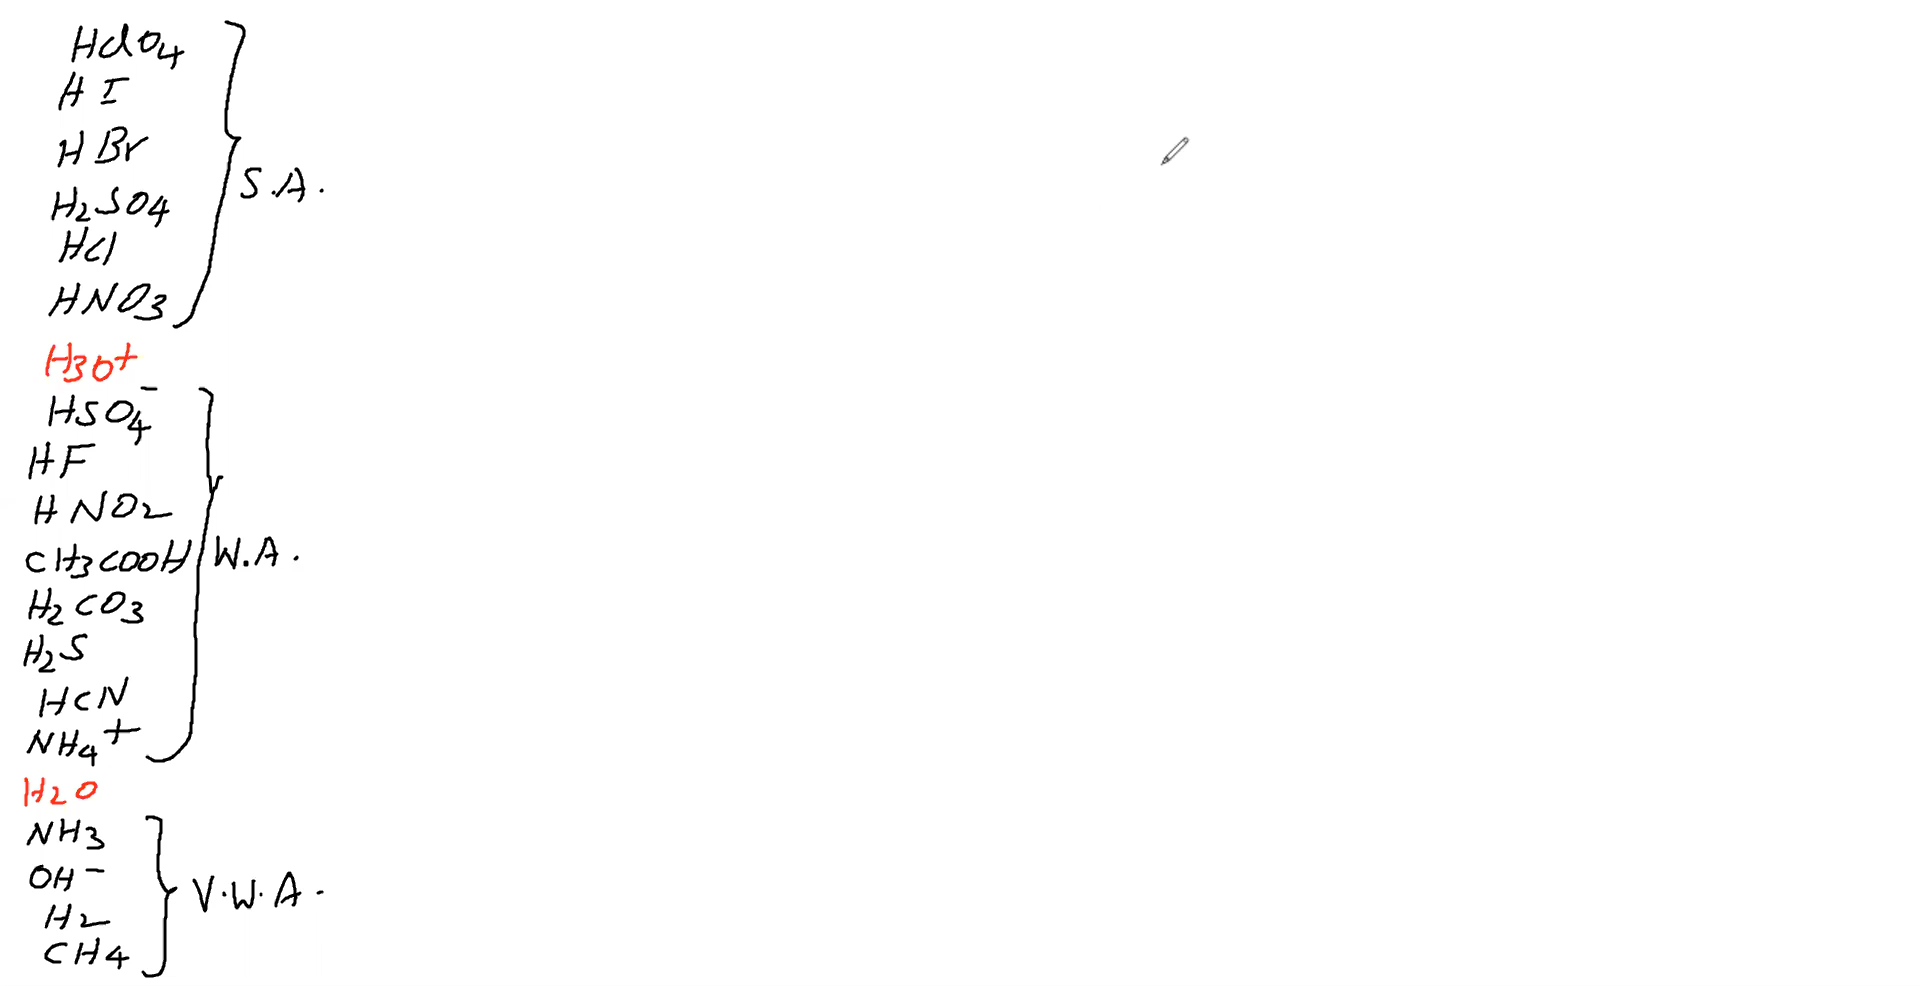 HClO4
HI
HBr
H2SO4
S.A.
HCl
HNO3
H3O+
HSO4-
HF
HNO2
CH3COOH
W.A.
H2CO3
H2S
HCN
NH4+
H2O
NH3
OH-
V.W.A.
H2
CH4